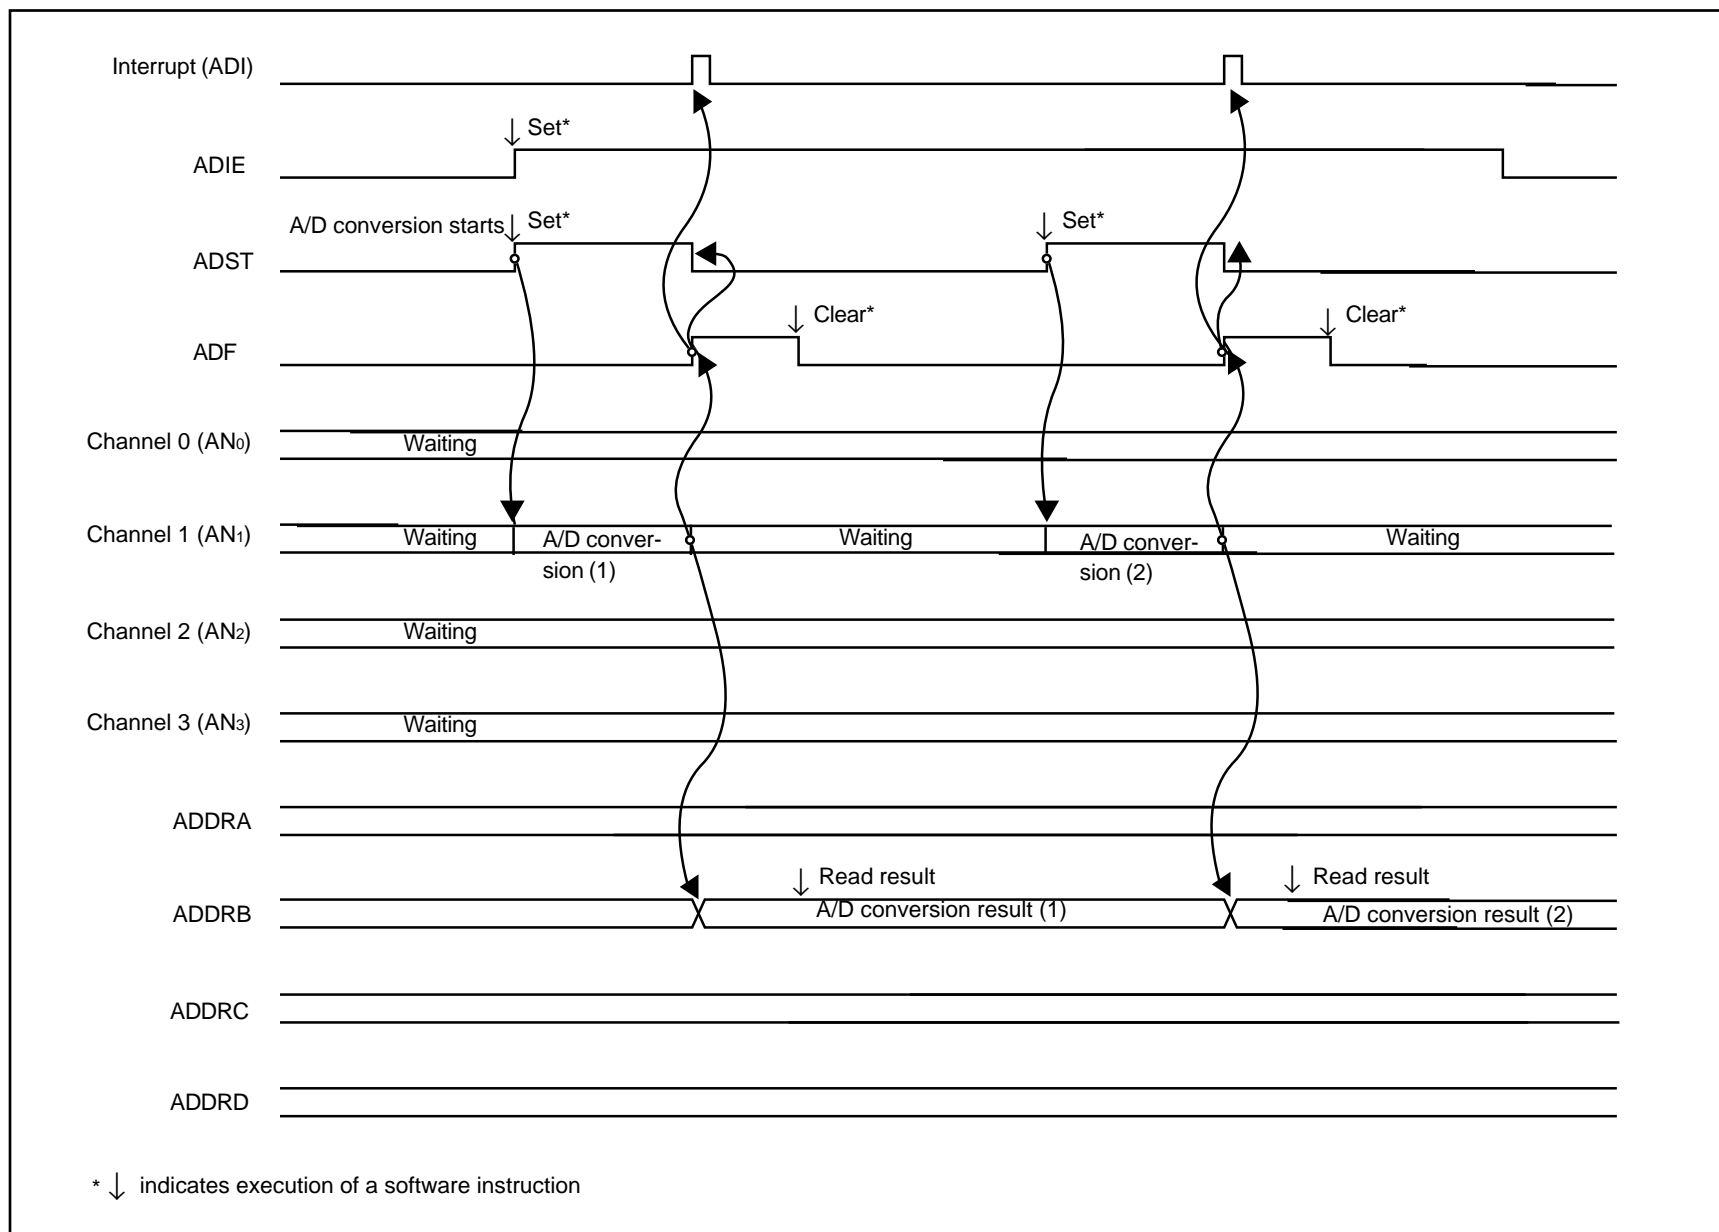 Interrupt (ADI)
↓ Set*
ADIE
A/D conversion starts ↓ Set*
↓ Set*
ADST
↓ Clear*
↓ Clear*
ADF
Channel 0 (AN0)
Waiting
Channel 1 (AN1)
Waiting
A/D conver-
sion (1)
Waiting
A/D conver-
sion (2)
Waiting
Channel 2 (AN2)
Waiting
Channel 3 (AN3)
Waiting
ADDRA
↓ Read result
↓ Read result
ADDRB
A/D conversion result (1)
A/D conversion result (2)
ADDRC
ADDRD
* ↓ indicates execution of a software instruction